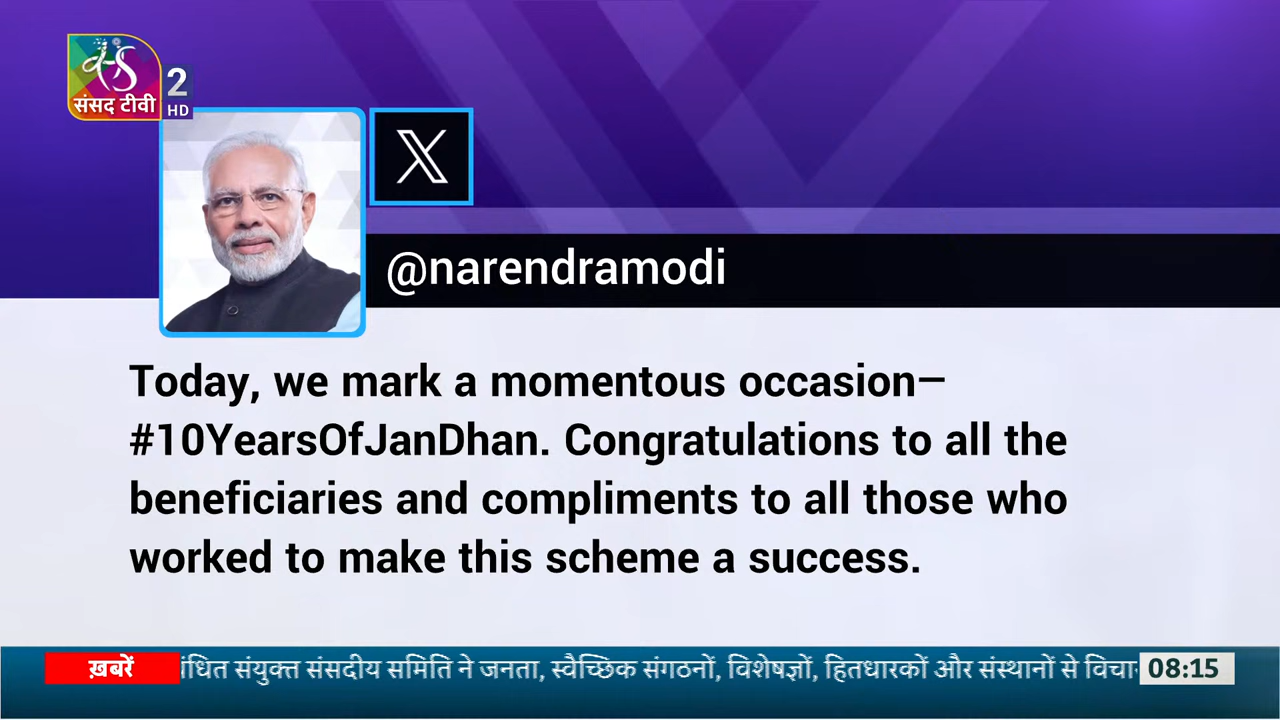 संसद टीवी
2
HD
X
@narendramodi
Today, we mark a momentous occasion—
#10YearsOfJanDhan. Congratulations to all the
beneficiaries and compliments to all those who
worked to make this scheme a success.
ख़बरें
संयुक्त संसदीय समिति ने जनता, स्वैच्छिक संगठनों, विशेषज्ञों, हितधारकों और संस्थानों से
08:15